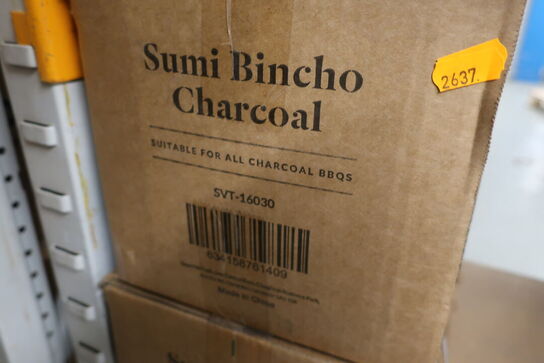 Sumi Bincho
Charcoal
SUITABLE FOR ALL CHARCOAL BBQS
SVT-16030
634158761409
Made in China
2637.